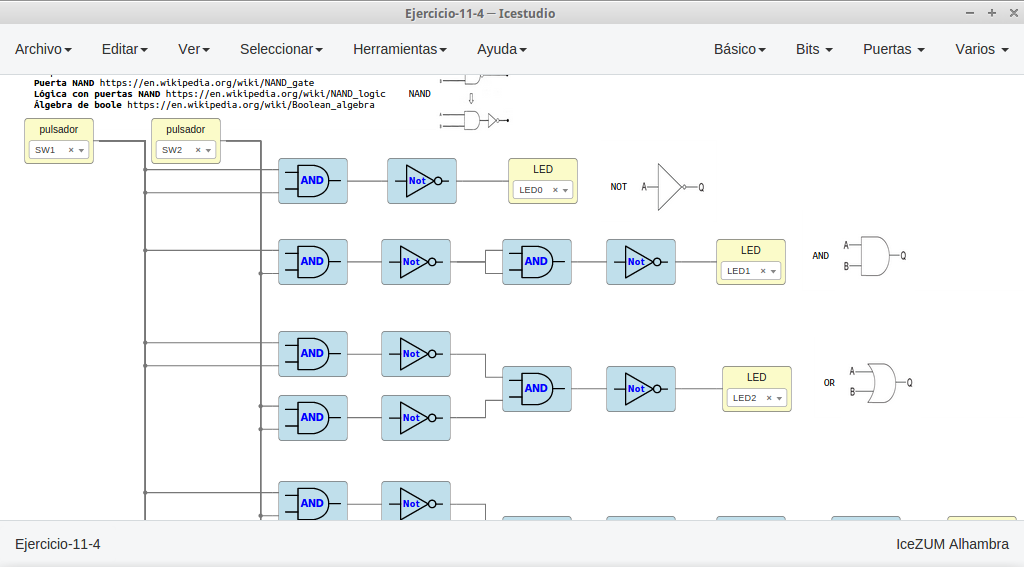 Ejercicio-11-4 — Icestudio
Archivo Editar Ver Seleccionar Herramientas Ayuda Básico Bits Puertas Varios
Puerta NAND https://en.wikipedia.org/wiki/NAND_gate
Lógica con puertas NAND https://en.wikipedia.org/wiki/NAND_logic
Álgebra de boole https://en.wikipedia.org/wiki/Boolean_algebra
NAND
pulsador
SW1
pulsador
SW2
AND Not
LED
LED0
NOT A Q
AND Not AND Not
LED
LED1
AND A B Q
AND Not
AND Not
AND Not
LED
LED2
OR A B Q
AND Not
Ejercicio-11-4 IceZUM Alhambra